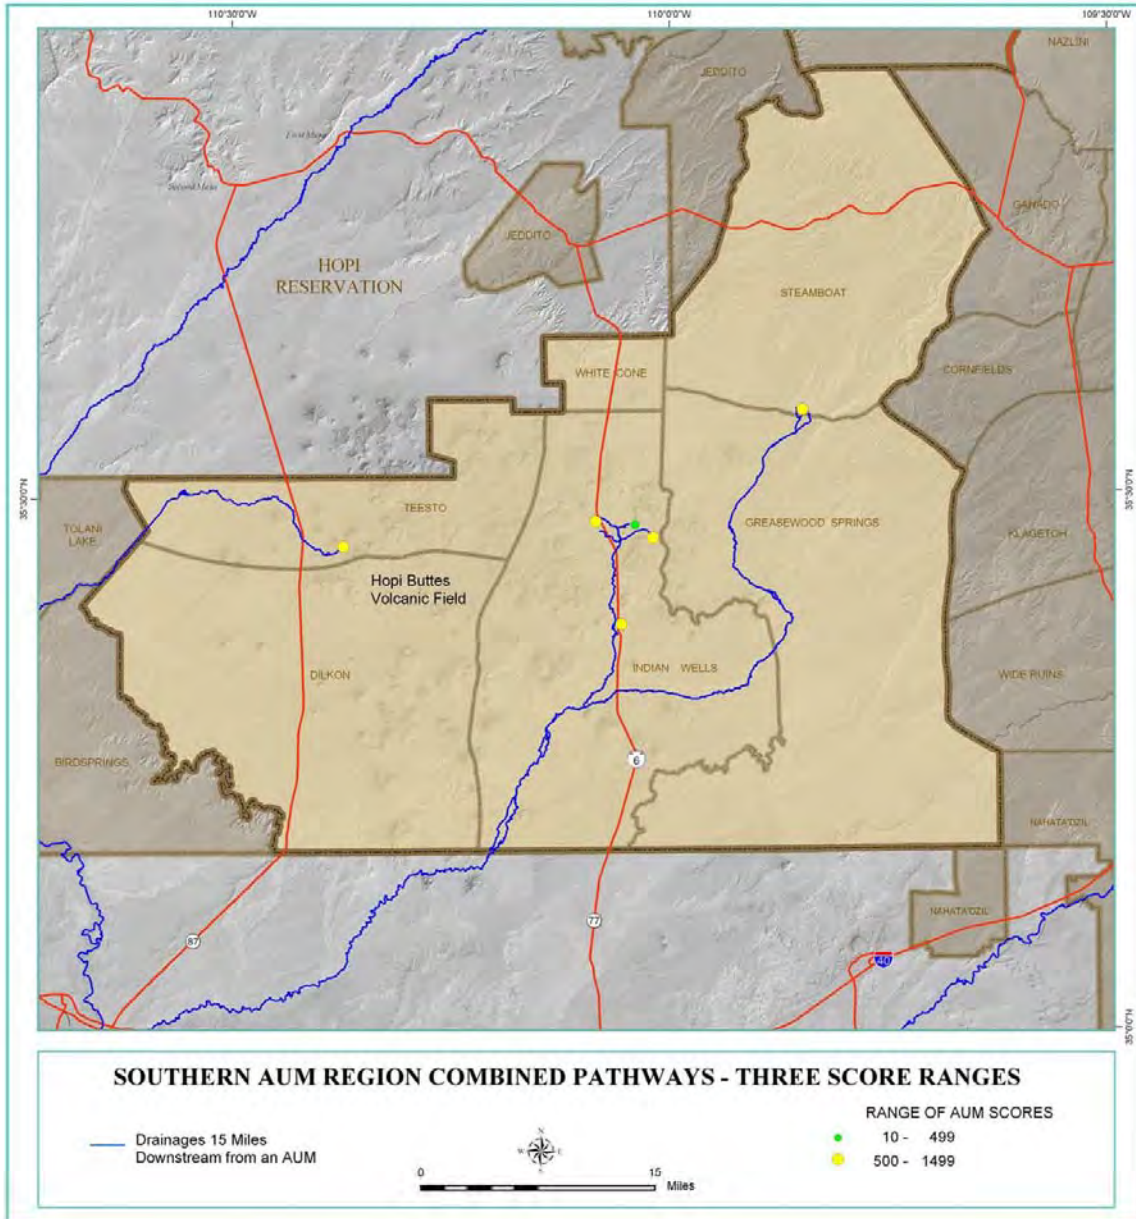 110°30'0"W
110°0'0"W
109°30'0"W
NAZLINI
JEDDITO
First Mesa
Second Mesa
GANADO
JEDDITO
HOPI
RESERVATION
STEAMBOAT
WHITE CONE
CORNFIELDS
35°30'0"N
35°30'0"N
TEESTO
TOLANI
LAKE
GREASEWOOD SPRINGS
KLAGETOH
Hopi Buttes
Volcanic Field
DILKON
INDIAN WELLS
WIDE RUINS
BIRDSPRINGS
6
NAHATA'DZIL
NAHATA'DZIL
77
87
40
35°0'0"N
SOUTHERN AUM REGION COMBINED PATHWAYS - THREE SCORE RANGES
Drainages 15 Miles
Downstream from an AUM
N
W E
S
0 15
Miles
RANGE OF AUM SCORES
10 - 499
500 - 1499